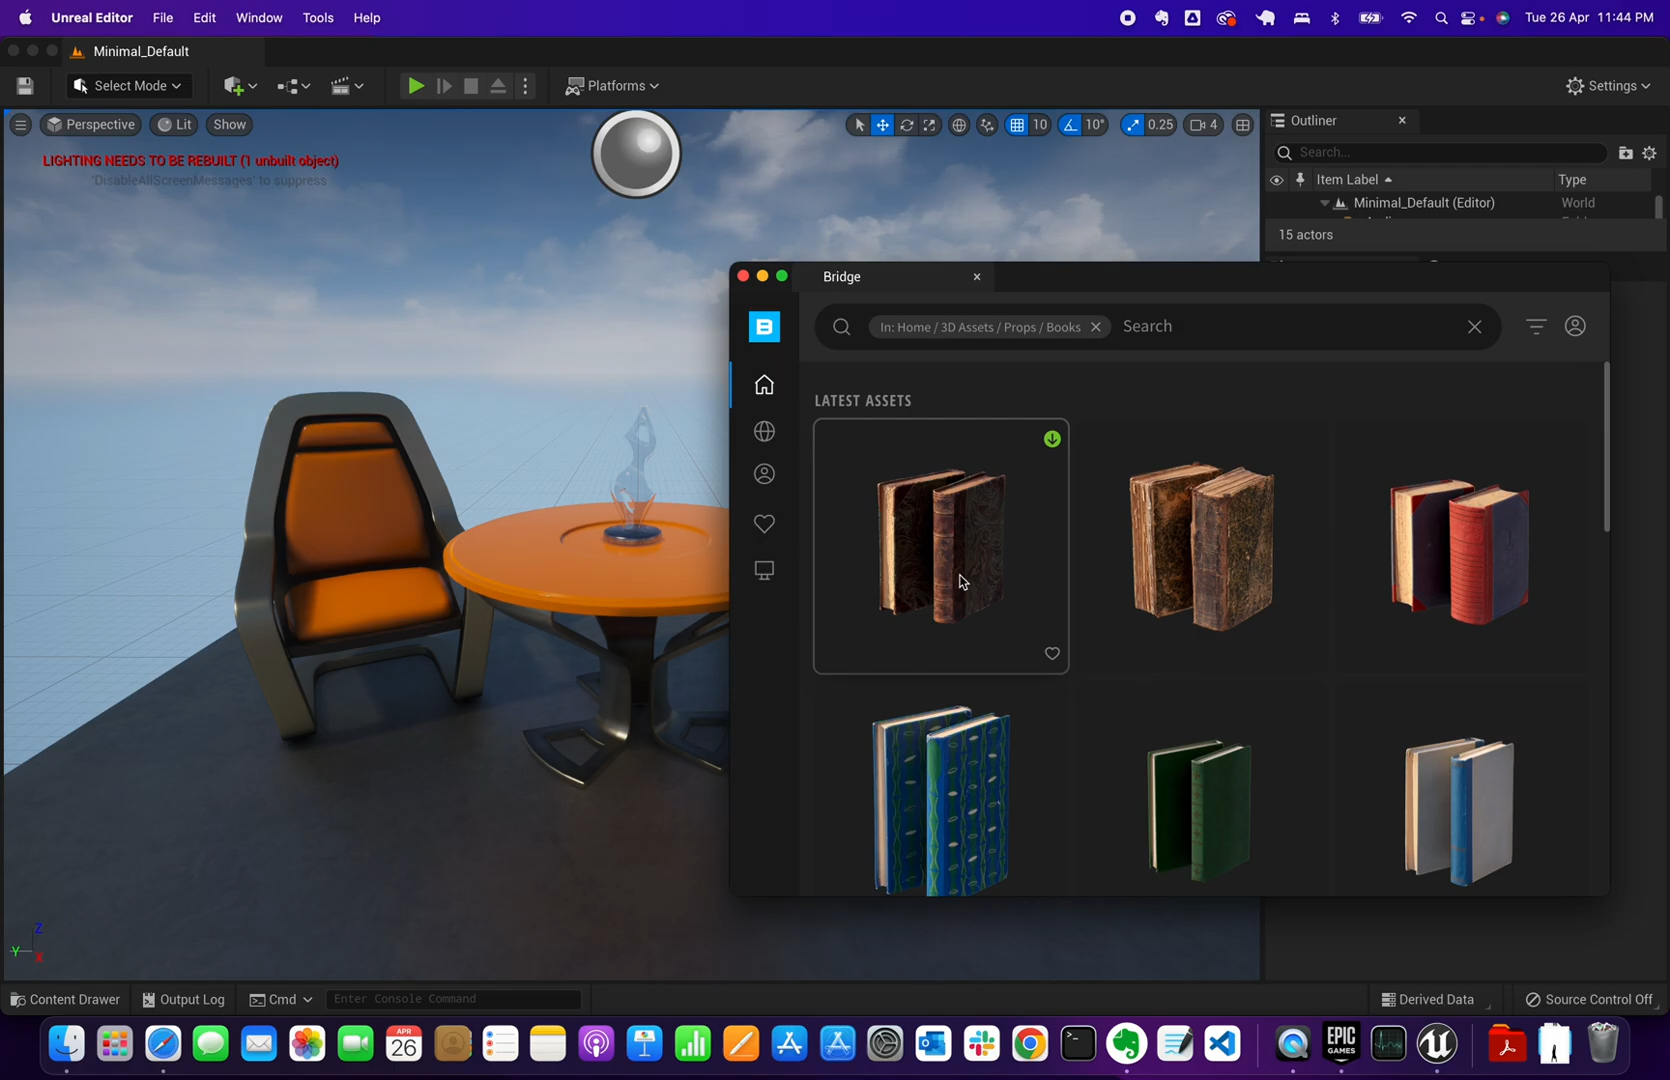 Unreal Editor File Edit Window Tools Help Tue 26 Apr 11:44 PM
Minimal_Default
Select Mode Platforms Settings
Perspective Lit Show 10 10° 0.25 4 Outliner
LIGHTING NEEDS TO BE REBUILT (1 unbuilt object)
'DisableAllScreenMessages' to suppress
Search...
Item Label Type
Minimal_Default (Editor) World
15 actors
Bridge
In: Home / 3D Assets / Props / Books Search
LATEST ASSETS
Z
Y
X
Content Drawer Output Log Cmd Enter Console Command Derived Data Source Control Off
APR
26
EPIC
GAMES